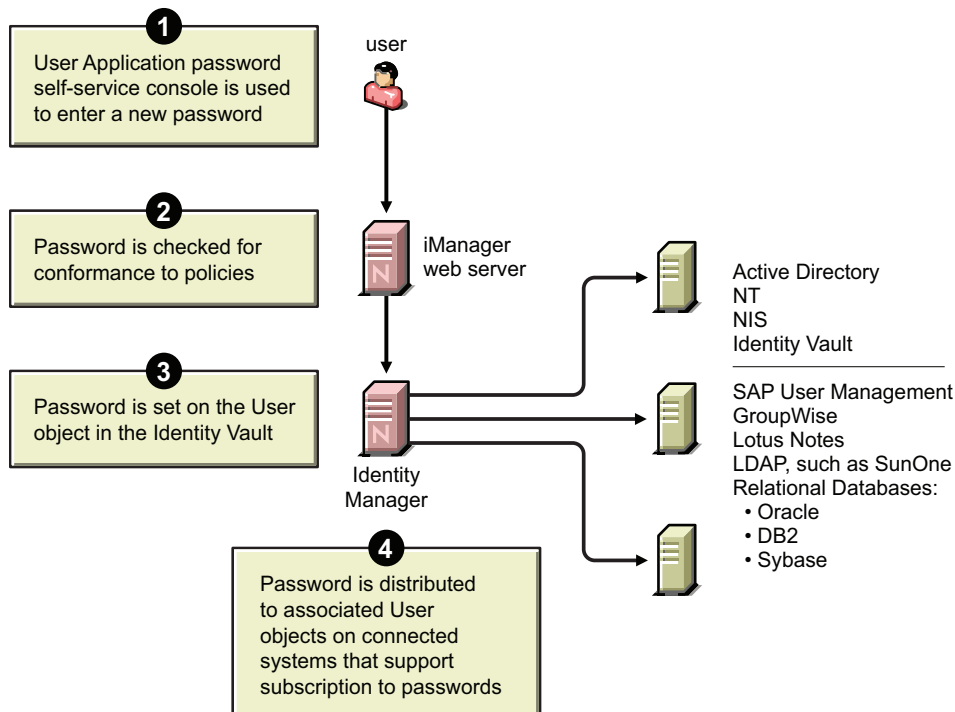 1
User Application password
self-service console is used
to enter a new password
user
2
Password is checked for
conformance to policies
iManager
web server
N
3
Password is set on the User
object in the Identity Vault
N
Identity
Manager
Active Directory
NT
NIS
Identity Vault
SAP User Management
GroupWise
Lotus Notes
LDAP, such as SunOne
Relational Databases:
• Oracle
• DB2
• Sybase
4
Password is distributed
to associated User
objects on connected
systems that support
subscription to passwords